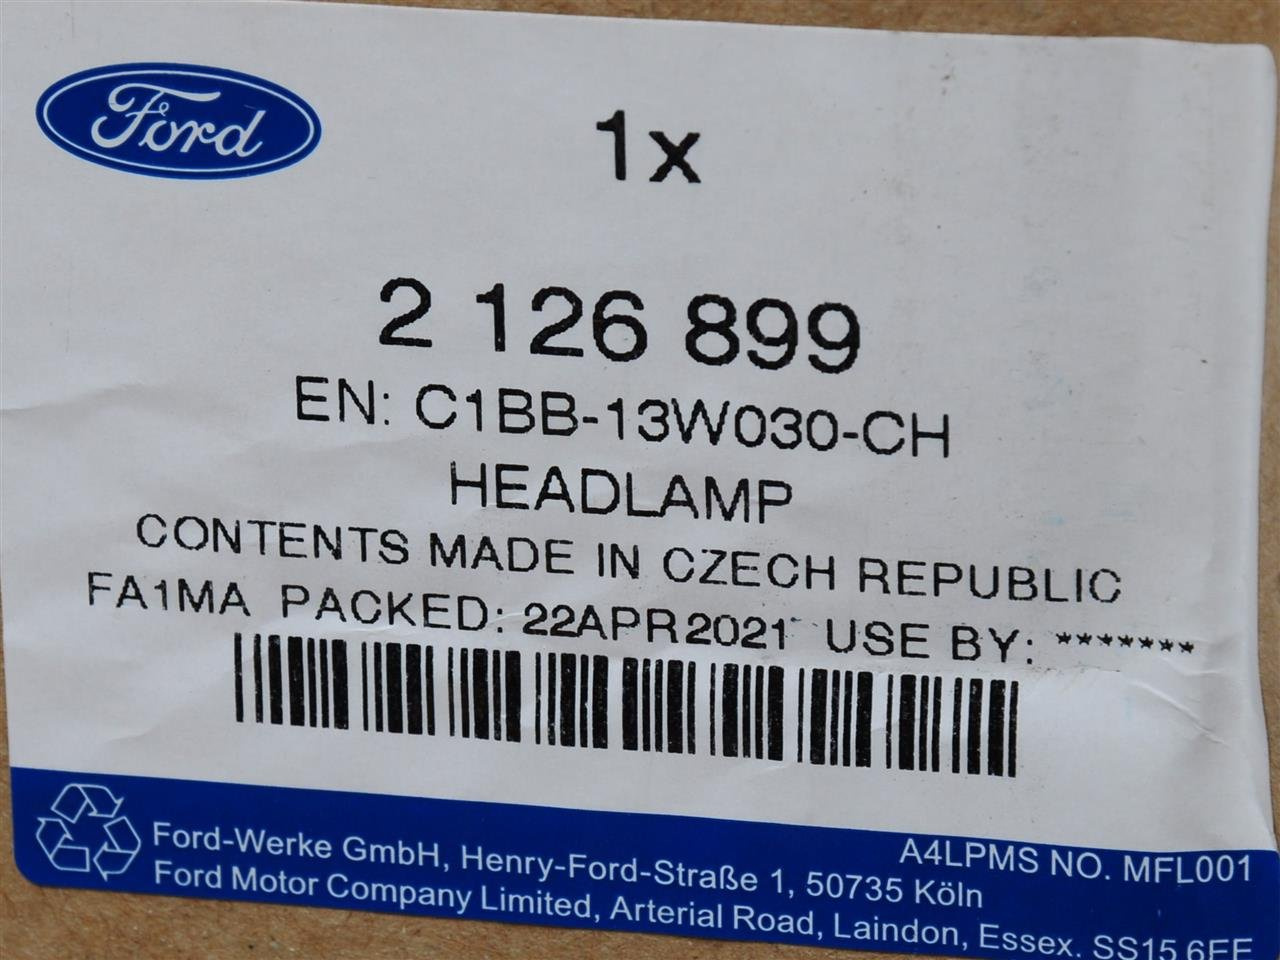 Ford
1x
2 126 899
EN: C1BB-13W030-CH
HEADLAMP
CONTENTS MADE IN CZECH REPUBLIC
FA1MA PACKED: 22APR2021 USE BY: *******
A4LPMS NO. MFL001
Ford-Werke GmbH, Henry-Ford-Straße 1, 50735 Köln
Ford Motor Company Limited, Arterial Road, Laindon, Essex. SS15 6EE